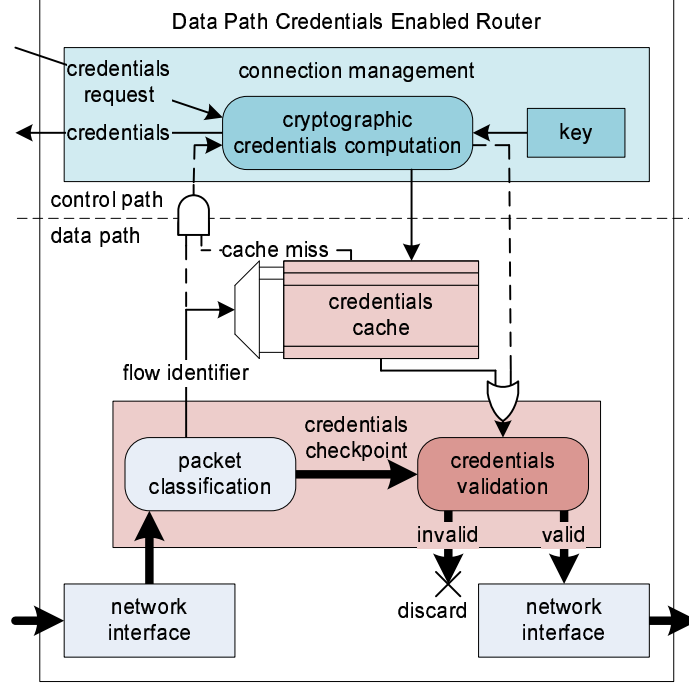 Data Path Credentials Enabled Router
connection management
credentials
request
credentials
cryptographic
credentials computation
key
control path
data path
cache miss
credentials
cache
flow identifier
credentials
checkpoint
packet
classification
credentials
validation
invalid
valid
discard
network
interface
network
interface